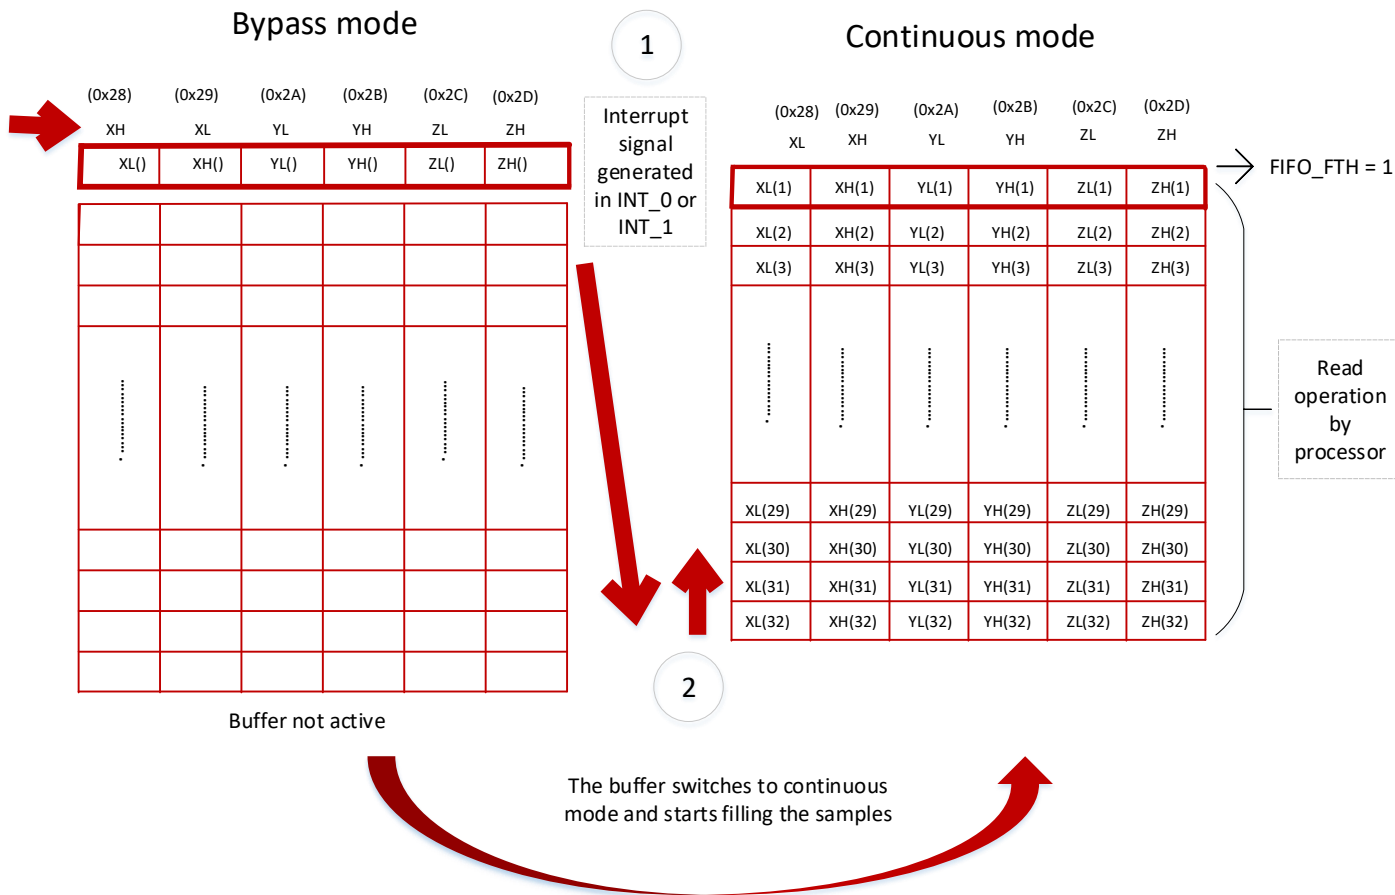 Bypass mode
(0x28) (0x29) (0x2A) (0x2B) (0x2C) (0x2D)
XH XL YL YH ZL ZH
XL() XH() YL() YH() ZL() ZH()
Buffer not active
1
Interrupt
signal
generated
in INT_0 or
INT_1
Continuous mode
(0x28) (0x29) (0x2A) (0x2B) (0x2C) (0x2D)
XL XH YL YH ZL ZH
FIFO_FTH = 1
XL(1) XH(1) YL(1) YH(1) ZL(1) ZH(1)
XL(2) XH(2) YL(2) YH(2) ZL(2) ZH(2)
XL(3) XH(3) YL(3) YH(3) ZL(3) ZH(3)
XL(29) XH(29) YL(29) YH(29) ZL(29) ZH(29)
XL(30) XH(30) YL(30) YH(30) ZL(30) ZH(30)
XL(31) XH(31) YL(31) YH(31) ZL(31) ZH(31)
XL(32) XH(32) YL(32) YH(32) ZL(32) ZH(32)
Read
operation
by
processor
2
The buffer switches to continuous
mode and starts filling the samples